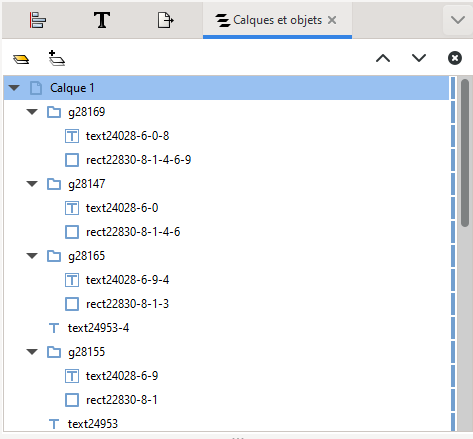 Calques et objets
Calque 1
g28169
text24028-6-0-8
rect22830-8-1-4-6-9
g28147
text24028-6-0
rect22830-8-1-4-6
g28165
text24028-6-9-4
rect22830-8-1-3
text24953-4
g28155
text24028-6-9
rect22830-8-1
text24953